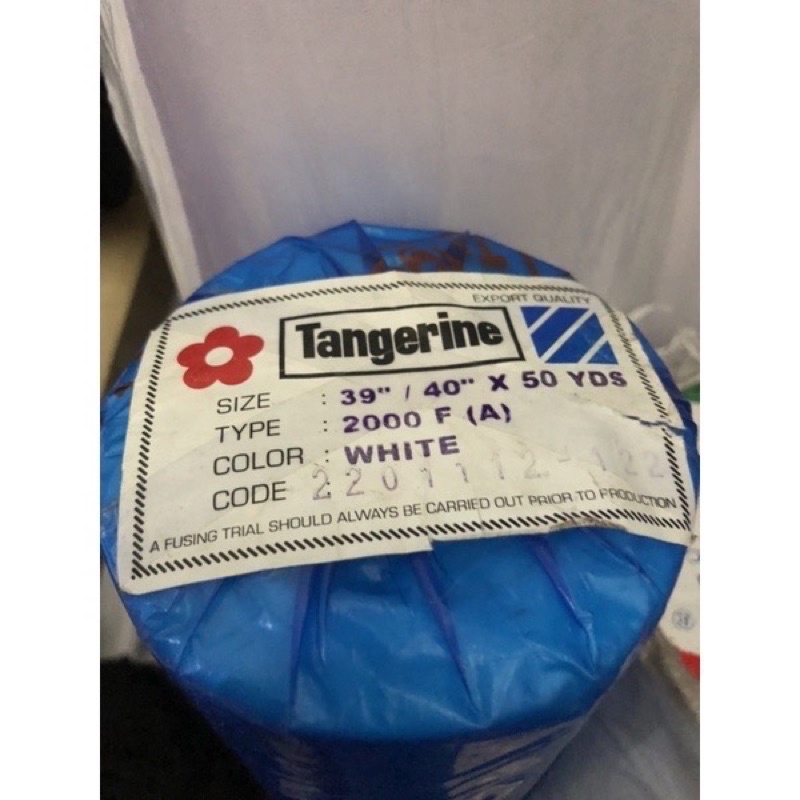 EXPORT QUALITY
Tangerine
SIZE : 39" / 40" X 50 YDS
TYPE : 2000 F (A)
COLOR : WHITE
CODE
A FUSING TRIAL SHOULD ALWAYS BE CARRIED OUT PRIOR TO PRODUCTION